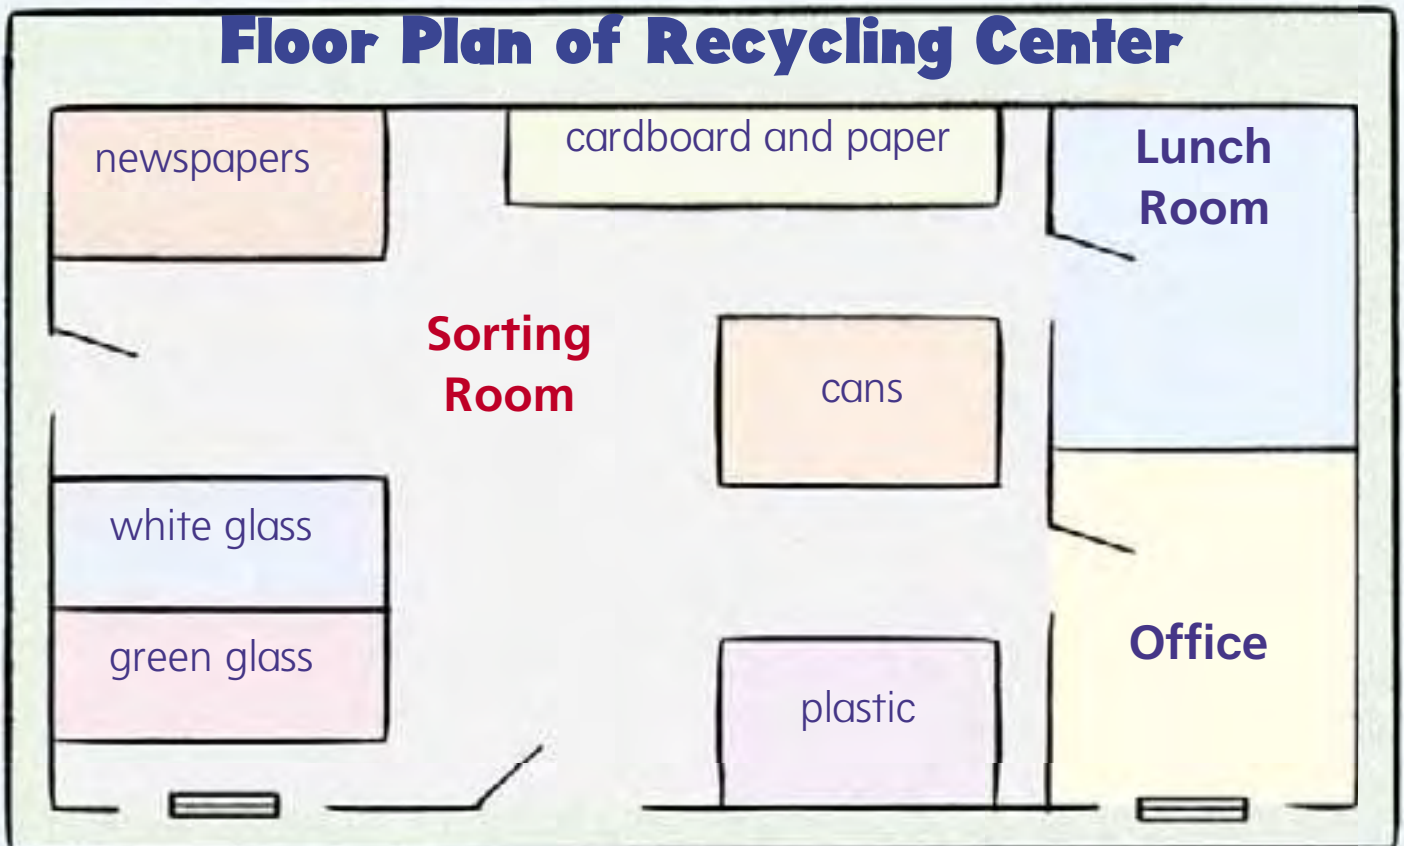 Floor Plan of Recycling Center
newspapers
cardboard and paper
Lunch
Room
Sorting
Room
cans
white glass
green glass
Office
plastic